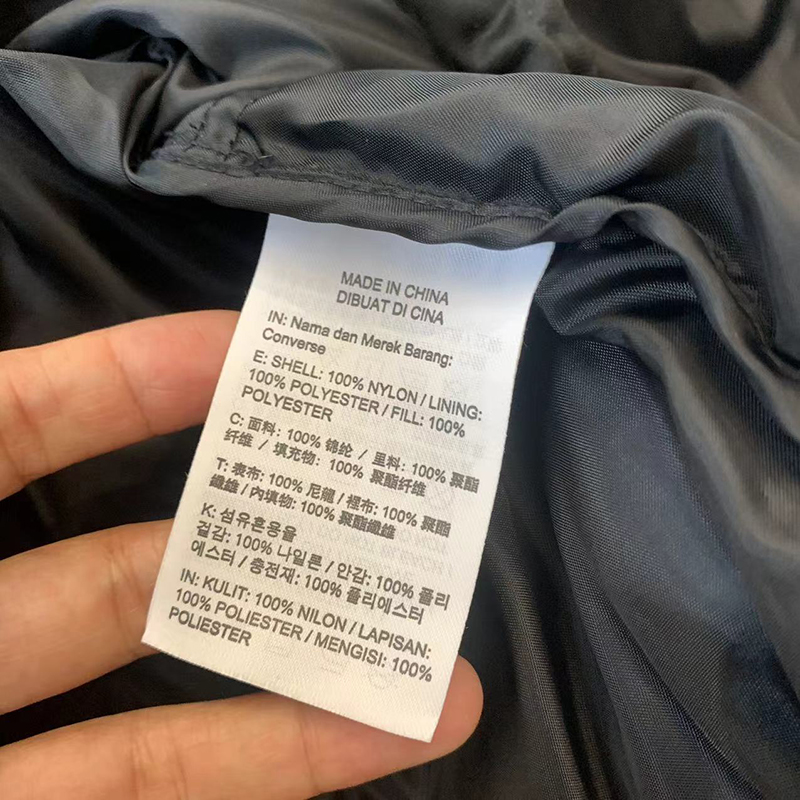 MADE IN CHINA
DIBUAT DI CINA
IN: Nama dan Merek Barang:
Converse
E: SHELL: 100% NYLON / LINING:
100% POLYESTER / FILL: 100%
POLYESTER
C: 面料: 100% 锦纶 / 里料: 100% 聚酯
纤维 / 填充物: 100% 聚酯纤维
T: 表布: 100% 尼龍 / 裡布: 100% 聚酯
纖維 / 內填物: 100% 聚酯纖維
K: 섬유혼용율
겉감: 100% 나일론 / 안감: 100% 폴리
에스터 / 충전재: 100% 폴리에스터
IN: KULIT: 100% NILON / LAPISAN:
100% POLIESTER / MENGISI: 100%
POLIESTER